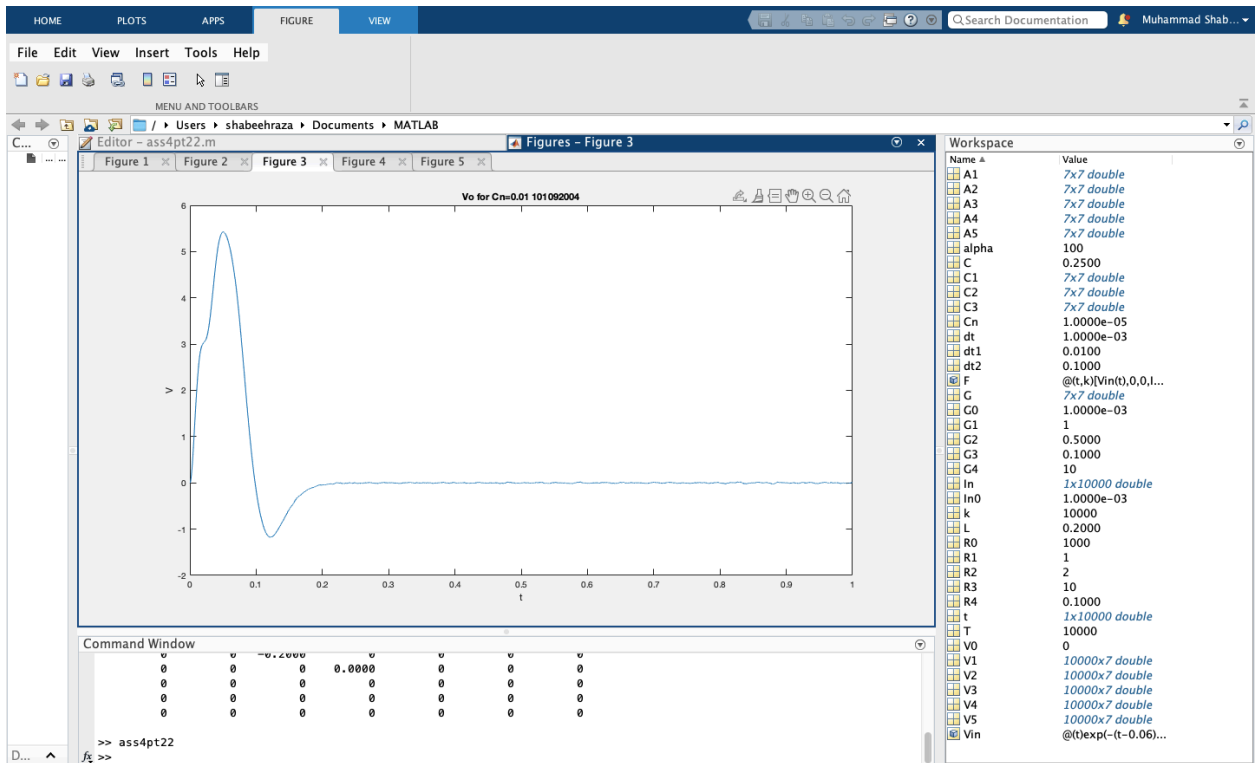 HOME PLOTS APPS FIGURE VIEW
Search Documentation Muhammad Shab...
File Edit View Insert Tools Help
MENU AND TOOLBARS
/ Users shabeehraza Documents MATLAB
C...
Editor - ass4pt22.m
Figures - Figure 3
Figure 1 Figure 2 Figure 3 Figure 4 Figure 5
Vo for Cn=0.01 101092004
6
5
4
3
2
1
0
-1
-2
V
0 0.1 0.2 0.3 0.4 0.5 0.6 0.7 0.8 0.9 1
t
Command Window
0 0 -0.2000 0 0 0 0
0 0 0 0.0000 0 0 0
0 0 0 0 0 0 0
0 0 0 0 0 0 0
0 0 0 0 0 0 0
>> ass4pt22
fx >>
D...
Workspace
Name Value
A1 7x7 double
A2 7x7 double
A3 7x7 double
A4 7x7 double
A5 7x7 double
alpha 100
C 0.2500
C1 7x7 double
C2 7x7 double
C3 7x7 double
Cn 1.0000e-05
dt 1.0000e-03
dt1 0.0100
dt2 0.1000
F @(t,k)[Vin(t),0,0,I...
G 7x7 double
G0 1.0000e-03
G1 1
G2 0.5000
G3 0.1000
G4 10
In 1x10000 double
In0 1.0000e-03
k 10000
L 0.2000
R0 1000
R1 1
R2 2
R3 10
R4 0.1000
t 1x10000 double
T 10000
V0 0
V1 10000x7 double
V2 10000x7 double
V3 10000x7 double
V4 10000x7 double
V5 10000x7 double
Vin @(t)exp(-(t-0.06)...